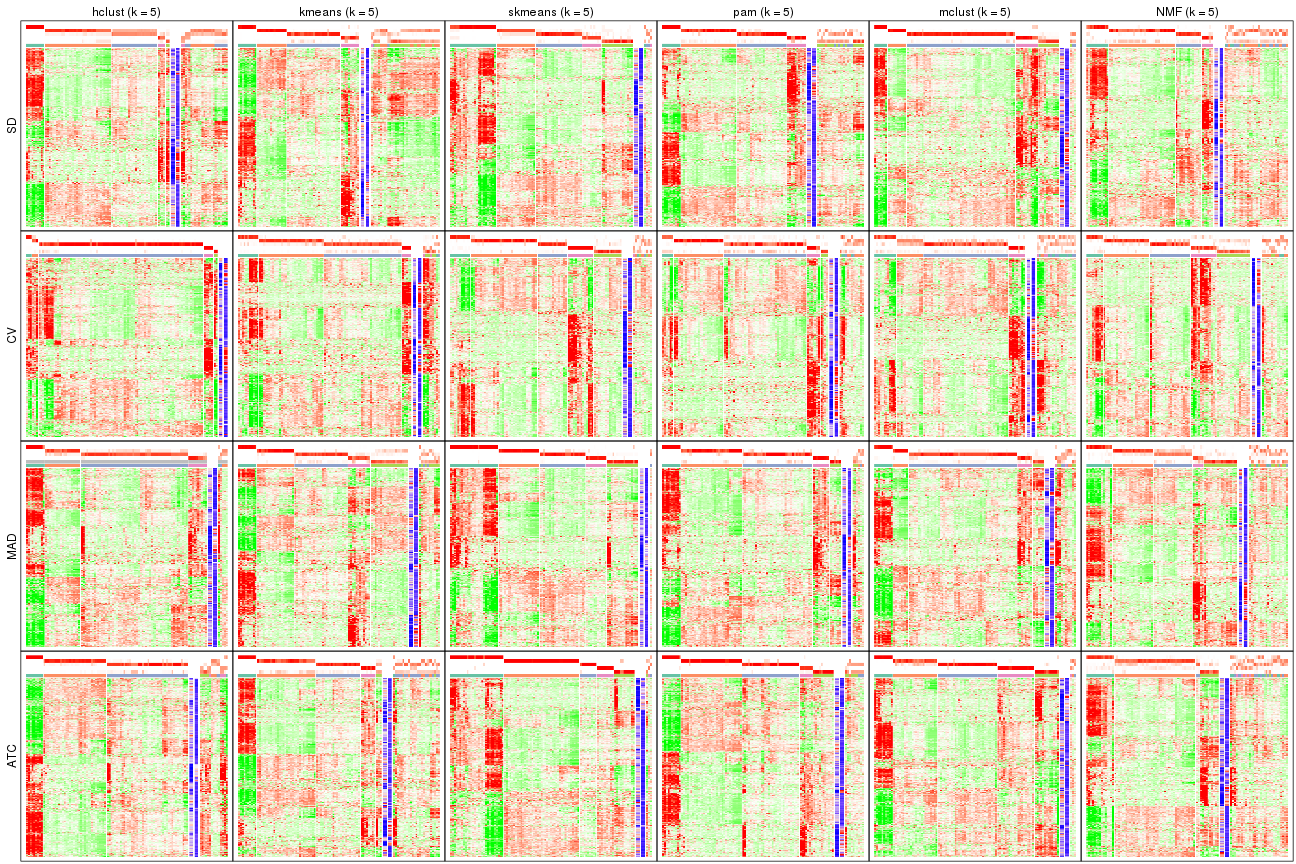 hclust (k = 5) kmeans (k = 5) skmeans (k = 5) pam (k = 5) mclust (k = 5) NMF (k = 5)
SD
CV
MAD
ATC